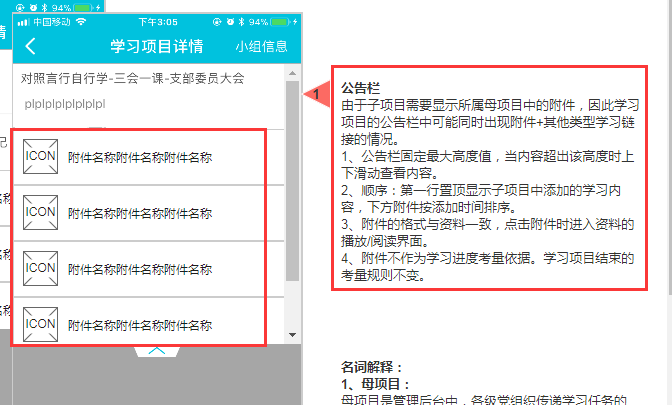 94%
中国移动 下午3:05 94%
情 学习项目详情 小组信息
对照言行自行学-三会一课-支部委员大会
plplplplplplplpl
ICON 附件名称附件名称附件名称
ICON 附件名称附件名称附件名称
ICON 附件名称附件名称附件名称
ICON 附件名称附件名称附件名称
记
名称
名称
名称
名称
1
公告栏
由于子项目需要显示所属母项目中的附件，因此学习
项目的公告栏中可能同时出现附件+其他类型学习链
接的情况。
1、公告栏固定最大高度值，当内容超出该高度时上
下滑动查看内容。
2、顺序：第一行置顶显示子项目中添加的学习内
容，下方附件按添加时间排序。
3、附件的格式与资料一致，点击附件时进入资料的
播放/阅读界面。
4、附件不作为学习进度考量依据。学习项目结束的
考量规则不变。
名词解释：
1、母项目：
母项目是管理后台中，各级党组织传递学习任务的